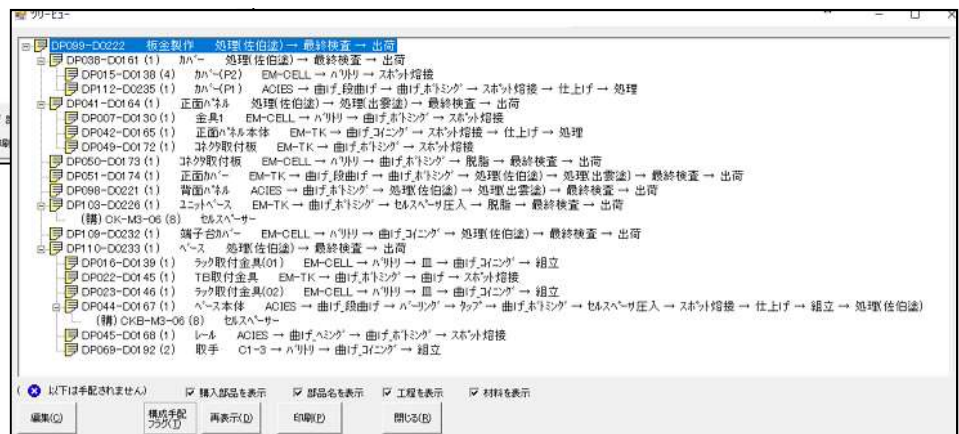 ツリービュー
DP099-D0222 板金製作 処理(佐伯塗) → 最終検査 → 出荷
DP038-D0161 (1) ｶﾊﾞｰ 処理(佐伯塗) → 最終検査 → 出荷
DP015-D0138 (4) ｶﾊﾞｰ(P2) EM-CELL → ﾊﾞﾘﾄﾘ → ｽﾎﾟｯﾄ溶接
DP112-D0235 (1) ｶﾊﾞｰ(P1) ACIES → 曲げ_段曲げ → 曲げ_ﾎﾞﾄﾐﾝｸﾞ → ｽﾎﾟｯﾄ溶接 → 仕上げ → 処理
DP041-D0164 (1) 正面ﾊﾟﾈﾙ 処理(佐伯塗) → 処理(出雲塗) → 最終検査 → 出荷
DP007-D0130 (1) 金具1 EM-CELL → ﾊﾞﾘﾄﾘ → 曲げ_ﾎﾞﾄﾐﾝｸﾞ → ｽﾎﾟｯﾄ溶接
DP042-D0165 (1) 正面ﾊﾟﾈﾙ本体 EM-TK → 曲げ_ｺｲﾆﾝｸﾞ → ｽﾎﾟｯﾄ溶接 → 仕上げ → 処理
DP049-D0172 (1) ｺﾈｸﾀ取付板 EM-TK → 曲げ_ﾎﾞﾄﾐﾝｸﾞ → ｽﾎﾟｯﾄ溶接
DP050-D0173 (1) ｺﾈｸﾀ取付板 EM-CELL → ﾊﾞﾘﾄﾘ → 曲げ_ﾎﾞﾄﾐﾝｸﾞ → 脱脂 → 最終検査 → 出荷
DP051-D0174 (1) 正面ｶﾊﾞｰ EM-TK → 曲げ_段曲げ → 曲げ_ﾎﾞﾄﾐﾝｸﾞ → 処理(佐伯塗) → 処理(出雲塗) → 最終検査 → 出荷
DP098-D0221 (1) 背面ﾊﾟﾈﾙ ACIES → 曲げ_ﾎﾞﾄﾐﾝｸﾞ → 処理(佐伯塗) → 処理(出雲塗) → 最終検査 → 出荷
DP103-D0226 (1) ﾕﾆｯﾄﾍﾞｰｽ EM-TK → 曲げ_ﾎﾞﾄﾐﾝｸﾞ → ｾﾙｽﾍﾟｰｻ圧入 → 脱脂 → 最終検査 → 出荷
(購) CK-M3-06 (8) ｾﾙｽﾍﾟｰｻｰ
DP109-D0232 (1) 端子台ｶﾊﾞｰ EM-CELL → ﾊﾞﾘﾄﾘ → 曲げ_ｺｲﾆﾝｸﾞ → 処理(佐伯塗) → 最終検査 → 出荷
DP110-D0233 (1) ﾍﾞｰｽ 処理(佐伯塗) → 最終検査 → 出荷
DP016-D0139 (1) ﾗｯｸ取付金具(01) EM-CELL → ﾊﾞﾘﾄﾘ → 皿 → 曲げ_ｺｲﾆﾝｸﾞ → 組立
DP022-D0145 (1) TB取付金具 EM-TK → 曲げ_ﾎﾞﾄﾐﾝｸﾞ → ｽﾎﾟｯﾄ溶接
DP023-D0146 (1) ﾗｯｸ取付金具(02) EM-CELL → ﾊﾞﾘﾄﾘ → 皿 → 曲げ_ｺｲﾆﾝｸﾞ → 組立
DP044-D0167 (1) ﾍﾞｰｽ本体 ACIES → 曲げ_段曲げ → ﾊﾞｰﾘﾝｸﾞ → ﾀｯﾌﾟ → 曲げ_ﾎﾞﾄﾐﾝｸﾞ → ｾﾙｽﾍﾟｰｻ圧入 → ｽﾎﾟｯﾄ溶接 → 仕上げ → 組立 → 処理(佐伯塗)
(購) CKB-M3-06 (8) ｾﾙｽﾍﾟｰｻｰ
DP045-D0168 (1) ﾚｰﾙ ACIES → 曲げ_ﾍﾐﾝｸﾞ → 曲げ_ﾎﾞﾄﾐﾝｸﾞ → ｽﾎﾟｯﾄ溶接
DP069-D0192 (2) 取手 C1-3 → ﾊﾞﾘﾄﾘ → 曲げ_ｺｲﾆﾝｸﾞ → 組立
( 以下は手配されません) 購入部品を表示 部品名を表示 工程を表示 材料を表示
編集(C) 構成手配フラグ(T) 再表示(D) 印刷(P) 閉じる(R)